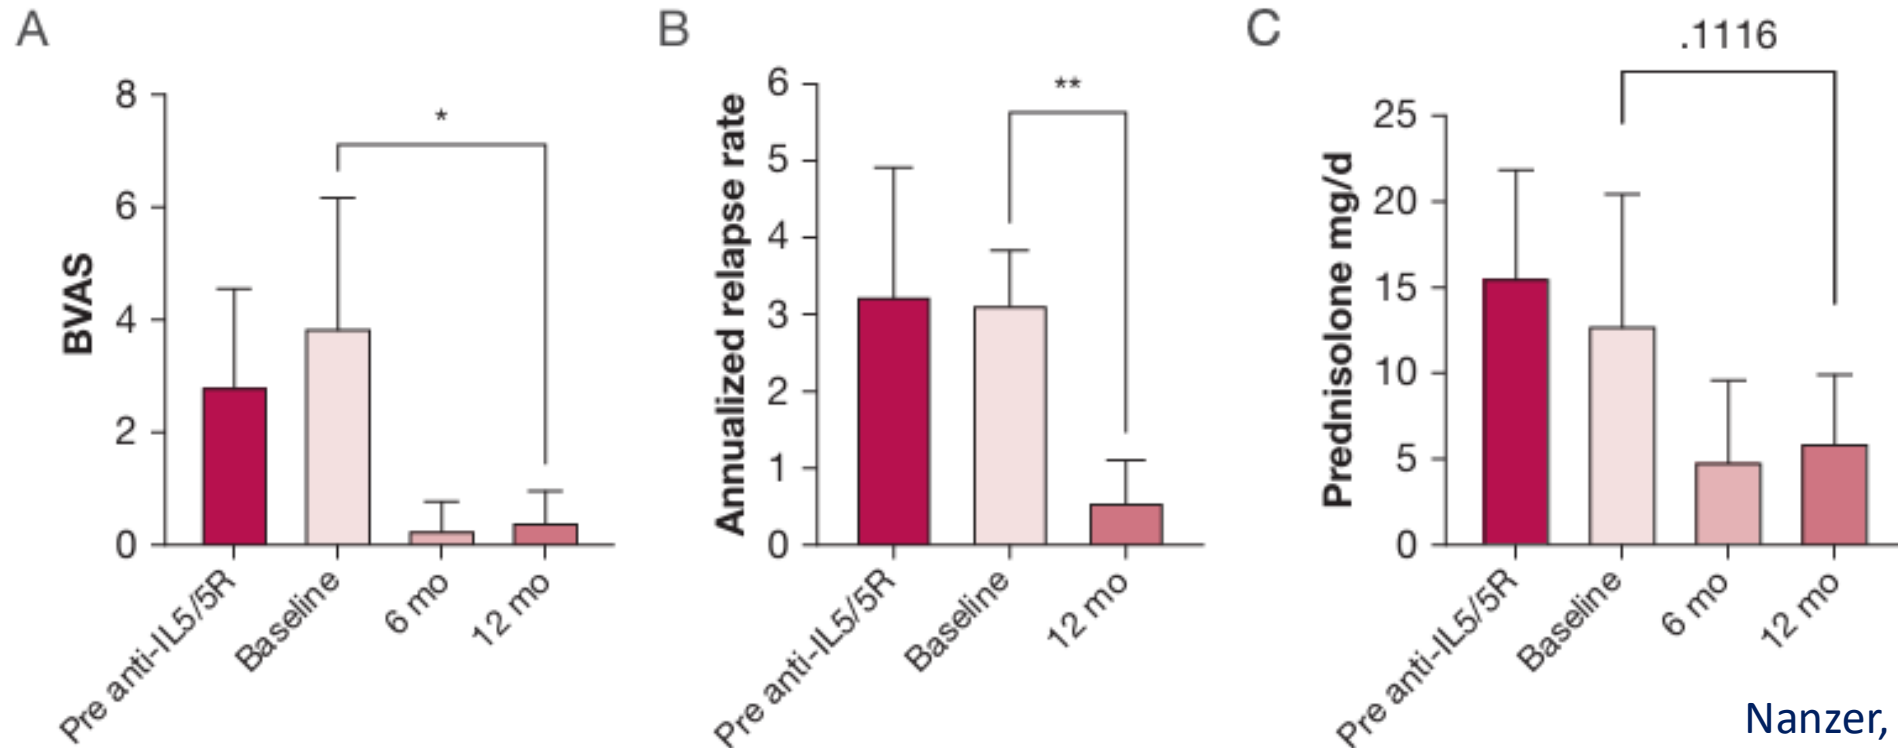 A
BVAS
8
6
4
2
0
*
Pre anti-IL5/5R
Baseline
6 mo
12 mo
B
Annualized relapse rate
6
5
4
3
2
1
0
**
Pre anti-IL5/5R
Baseline
12 mo
C
Prednisolone mg/d
25
20
15
10
5
0
.1116
Pre anti-IL5/5R
Baseline
6 mo
12 mo
Nanzer,